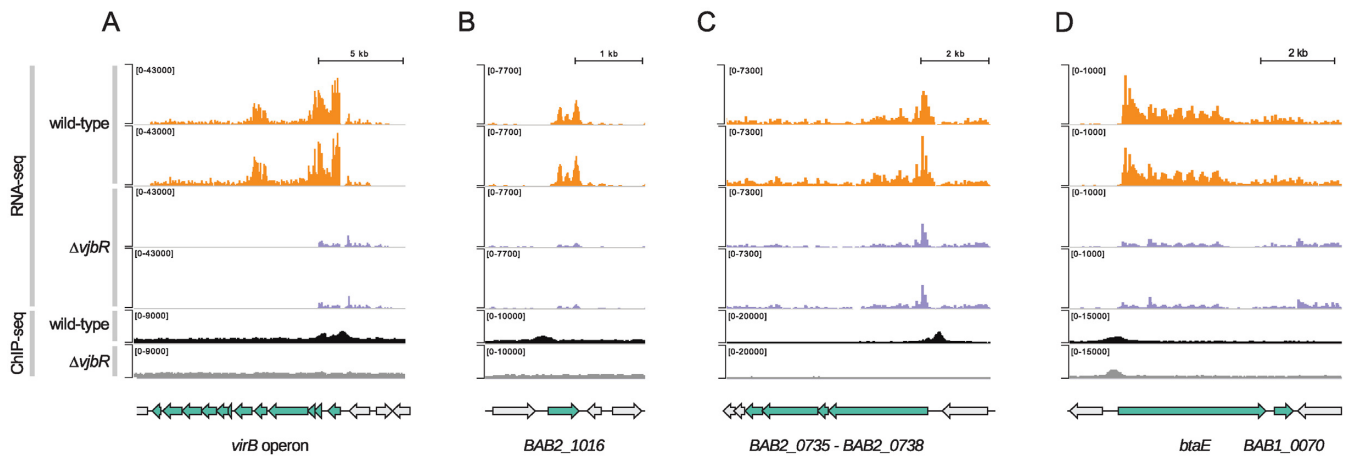 A
B
C
D
5 kb
1 kb
2 kb
2 kb
RNA-seq
ChIP-seq
wild-type
ΔvjbR
wild-type
ΔvjbR
[0-43000]
[0-43000]
[0-43000]
[0-43000]
[0-9000]
[0-9000]
[0-7700]
[0-7700]
[0-7700]
[0-7700]
[0-10000]
[0-10000]
[0-7300]
[0-7300]
[0-7300]
[0-7300]
[0-20000]
[0-20000]
[0-1000]
[0-1000]
[0-1000]
[0-1000]
[0-15000]
[0-15000]
virB operon
BAB2_1016
BAB2_0735 - BAB2_0738
btaE
BAB1_0070